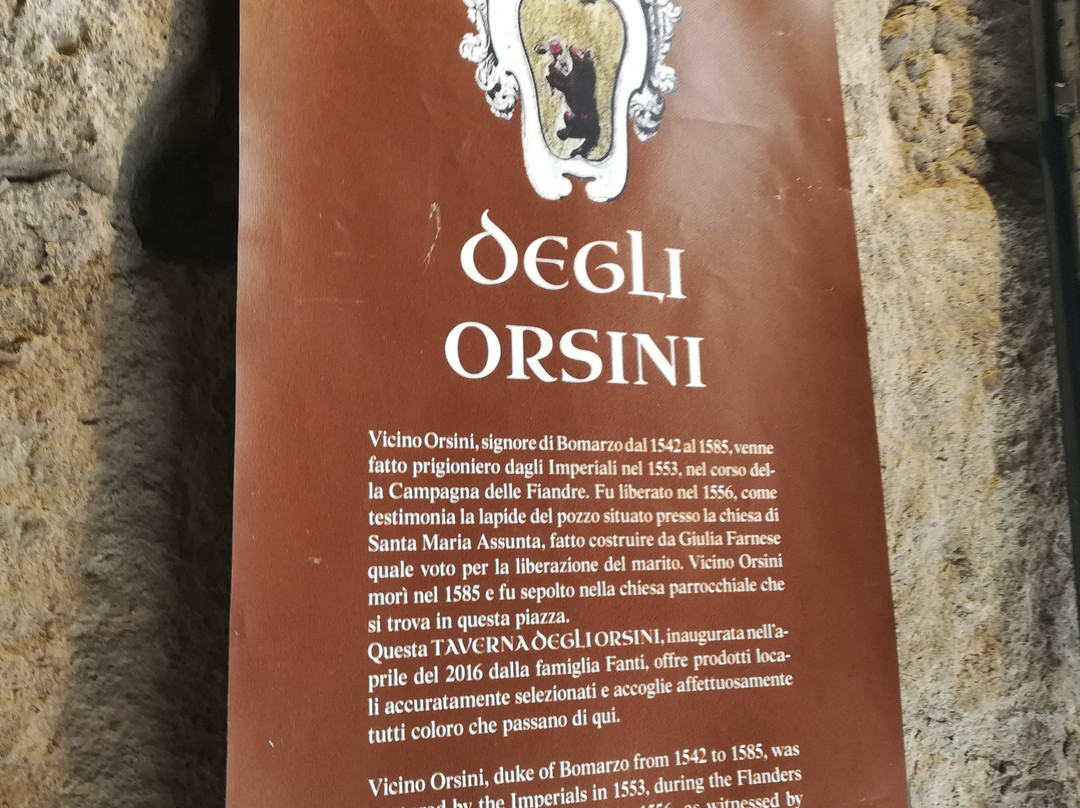 DEGLI
ORSINI
Vicino Orsini, signore di Bomarzo dal 1542 al 1585, venne
fatto prigioniero dagli Imperiali nel 1553, nel corso del-
la Campagna delle Fiandre. Fu liberato nel 1556, come
testimonia la lapide del pozzo situato presso la chiesa di
Santa Maria Assunta, fatto costruire da Giulia Farnese
quale voto per la liberazione del marito. Vicino Orsini
morì nel 1585 e fu sepolto nella chiesa parrocchiale che
si trova in questa piazza.
Questa TAVERNA DEGLI ORSINI, inaugurata nell'a-
prile del 2016 dalla famiglia Fanti, offre prodotti loca-
li accuratamente selezionati e accoglie affettuosamente
tutti coloro che passano di qui.
Vicino Orsini, duke of Bomarzo from 1542 to 1585, was
by the Imperials in 1553, during the Flanders
witnessed by